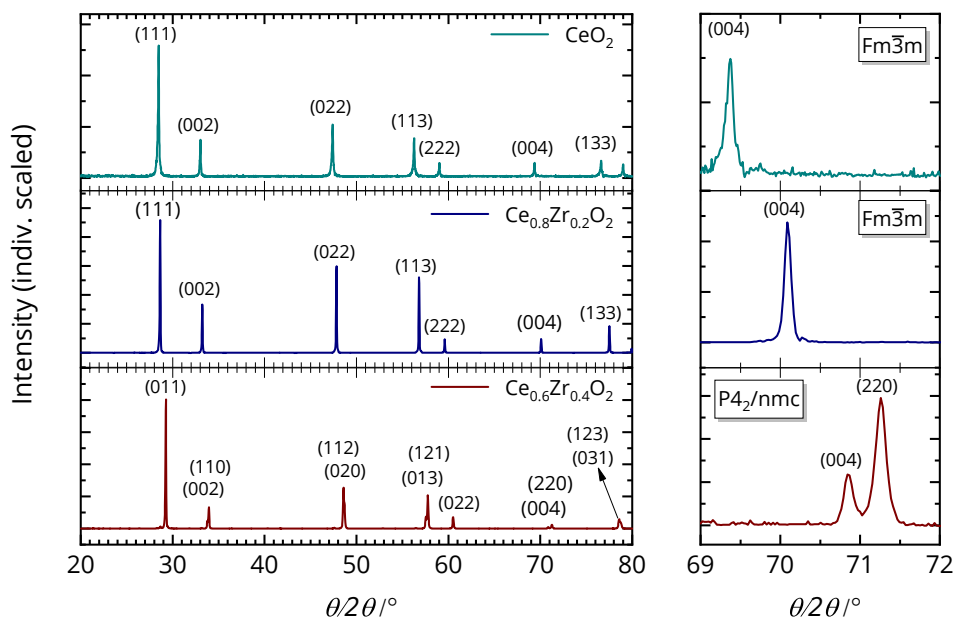 Intensity (indiv. scaled)
CeO₂
(111)
(002)
(022)
(113)
(222)
(004)
(133)
Ce₀.₈Zr₀.₂O₂
(111)
(002)
(022)
(113)
(222)
(004)
(133)
Ce₀.₆Zr₀.₄O₂
(011)
(110)
(002)
(112)
(020)
(121)
(013)
(022)
(220)
(004)
(123)
(031)
20 30 40 50 60 70 80
θ/2θ /°
(004)
Fm3̅m
(004)
Fm3̅m
P4₂/nmc
(004)
(220)
69 70 71 72
θ/2θ /°